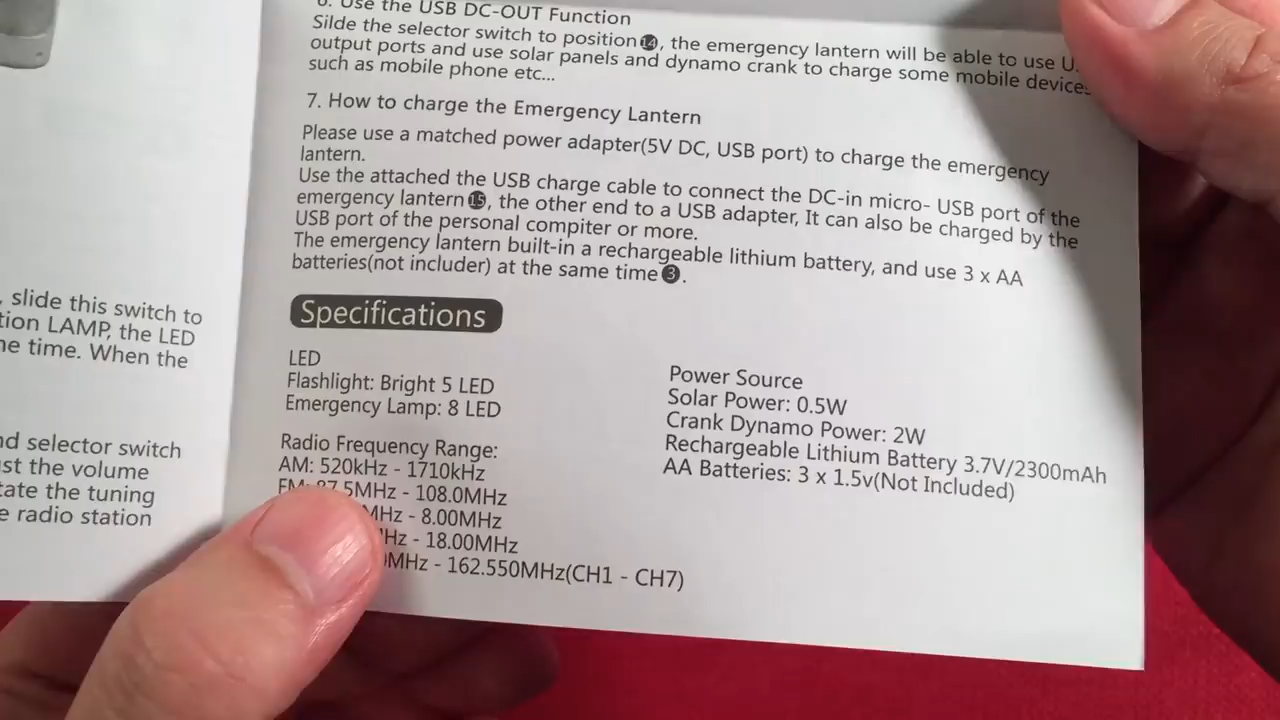 , slide this switch to
LAMP, the LED
time. When the
selector switch
the volume
the tuning
radio station
6. Use the USB DC-OUT Function
Silde the selector switch to position 14, the emergency lantern will be able to use
output ports and use solar panels and dynamo crank to charge some mobile devices
such as mobile phone etc...
7. How to charge the Emergency Lantern
Please use a matched power adapter(5V DC, USB port) to charge the emergency
lantern.
Use the attached the USB charge cable to connect the DC-in micro- USB port of the
emergency lantern 15, the other end to a USB adapter, It can also be charged by the
USB port of the personal compiter or more.
The emergency lantern built-in a rechargeable lithium battery, and use 3 x AA
batteries(not includer) at the same time 3.
Specifications
LED
Flashlight: Bright 5 LED
Emergency Lamp: 8 LED
Radio Frequency Range:
AM: 520kHz - 1710kHz
FM: 87.5MHz - 108.0MHz
MHz - 8.00MHz
Hz - 18.00MHz
MHz - 162.550MHz(CH1 - CH7)
Power Source
Solar Power: 0.5W
Crank Dynamo Power: 2W
Rechargeable Lithium Battery 3.7V/2300mAh
AA Batteries: 3 x 1.5v(Not Included)